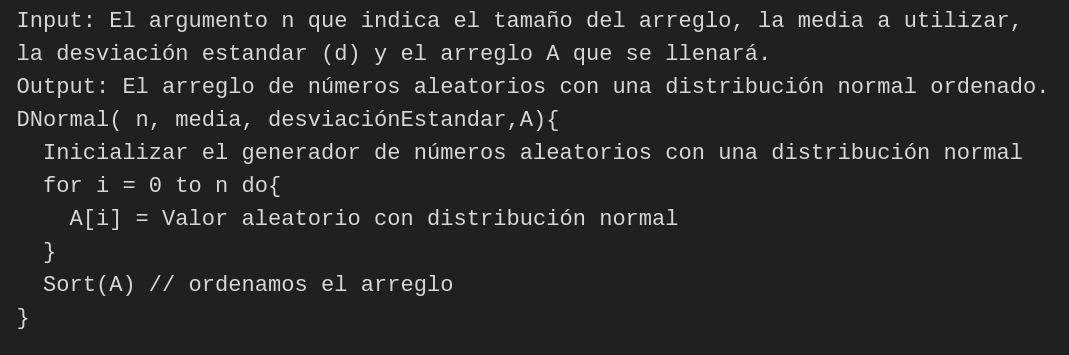 Input: El argumento n que indica el tamaño del arreglo, la media a utilizar,
la desviación estandar (d) y el arreglo A que se llenará.
Output: El arreglo de números aleatorios con una distribución normal ordenado.
DNormal( n, media, desviaciónEstandar,A){
  Inicializar el generador de números aleatorios con una distribución normal
  for i = 0 to n do{
    A[i] = Valor aleatorio con distribución normal
  }
  Sort(A) // ordenamos el arreglo
}